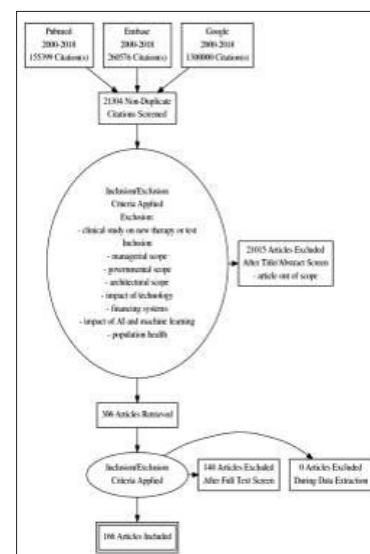 Pubmed
2000-2018
155399 Citation(s)
Embase
2000-2018
260576 Citation(s)
Google
2000-2018
1300000 Citation(s)
21304 Non-Duplicate
Citations Screened
Inclusion/Exclusion
Criteria Applied
Exclusion:
- clinical study on new therapy or test
Inclusion
- managerial scope
- governmental scope
- architectural scope
- impact of technology
- financing systems
- impact of AI and machine learning
- population health
21015 Articles Excluded
After Title/Abstract Screen
- article out of scope
306 Articles Retrieved
Inclusion/Exclusion
Criteria Applied
140 Articles Excluded
After Full Text Screen
0 Articles Excluded
During Data Extraction
166 Articles Included